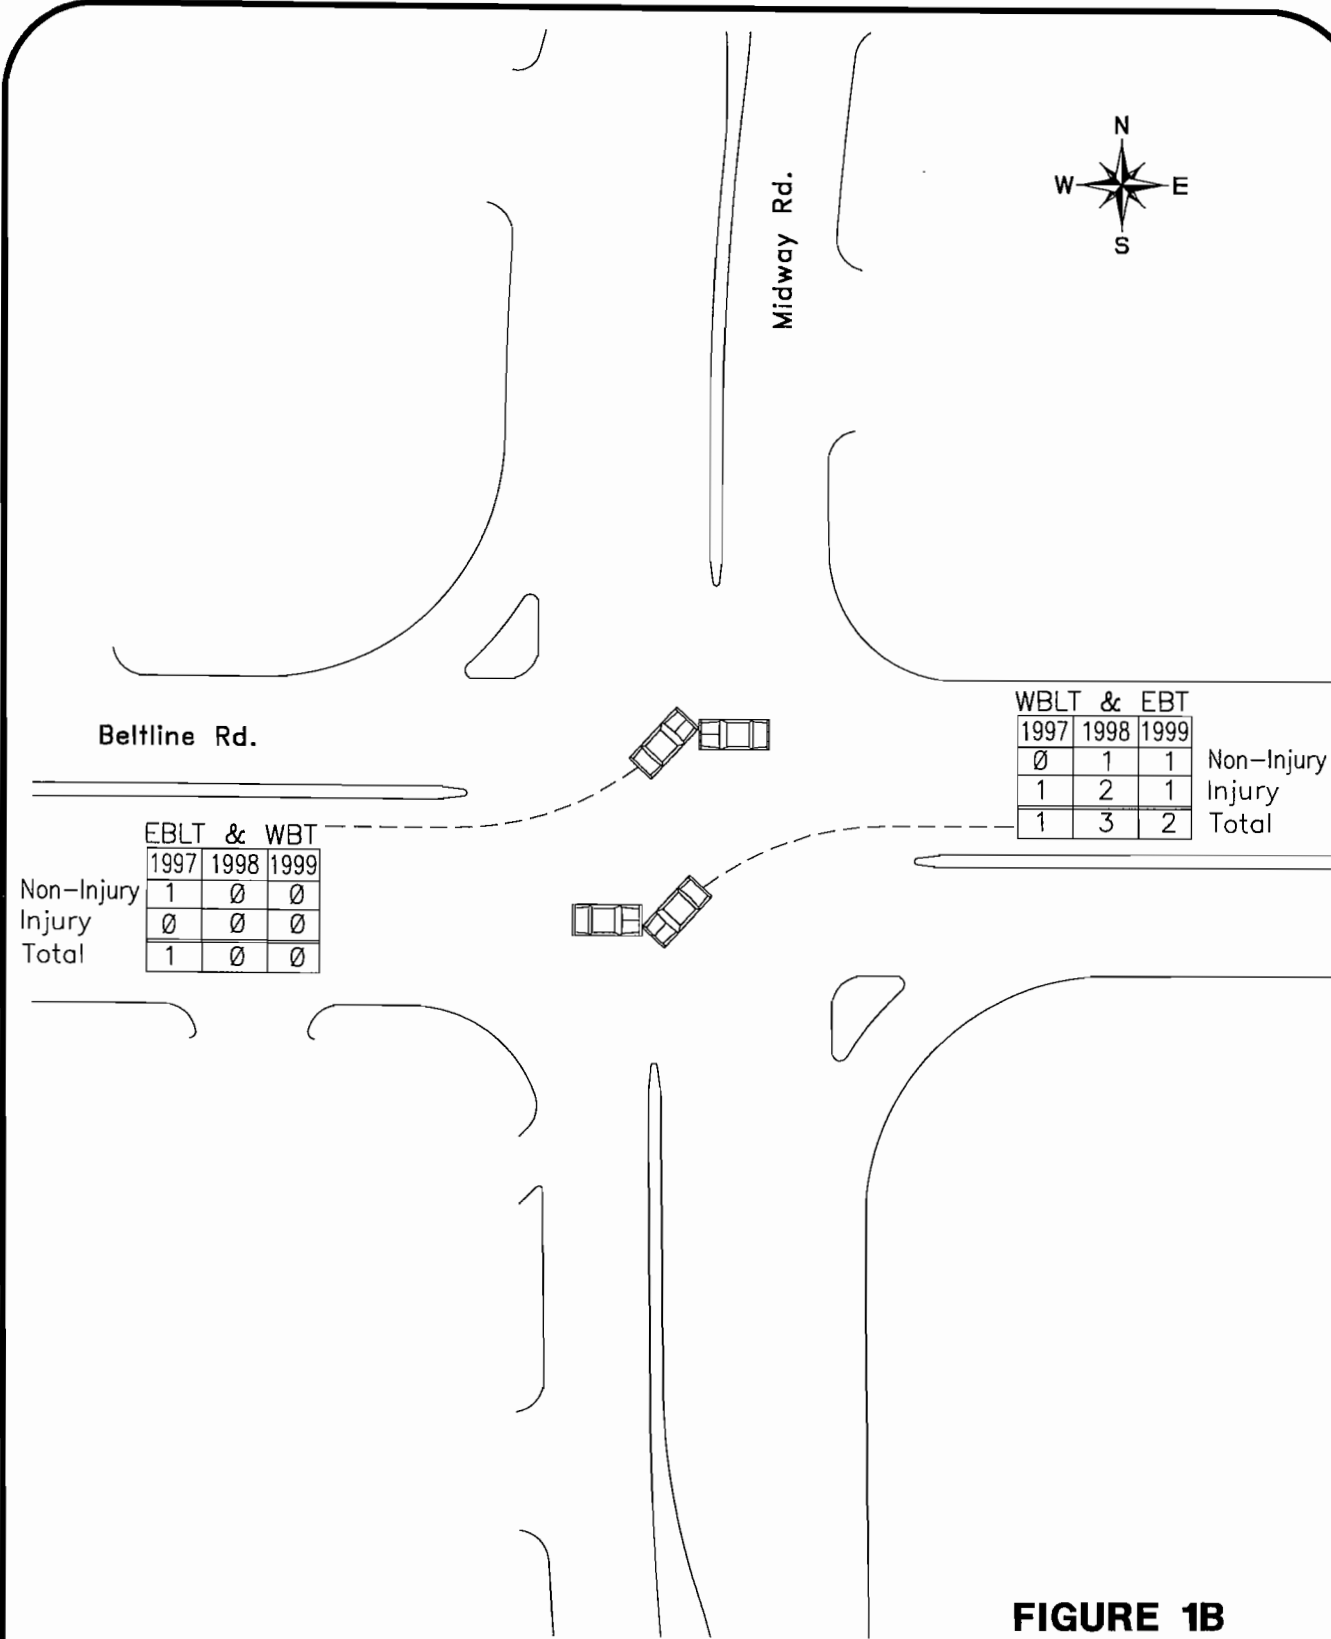 N
W E
S
Midway Rd.
Beltline Rd.
WBLT & EBT
1997 1998 1999
Ø 1 1 Non-Injury
1 2 1 Injury
1 3 2 Total
EBLT & WBT
1997 1998 1999
Non-Injury 1 Ø Ø
Injury Ø Ø Ø
Total 1 Ø Ø
FIGURE 1B